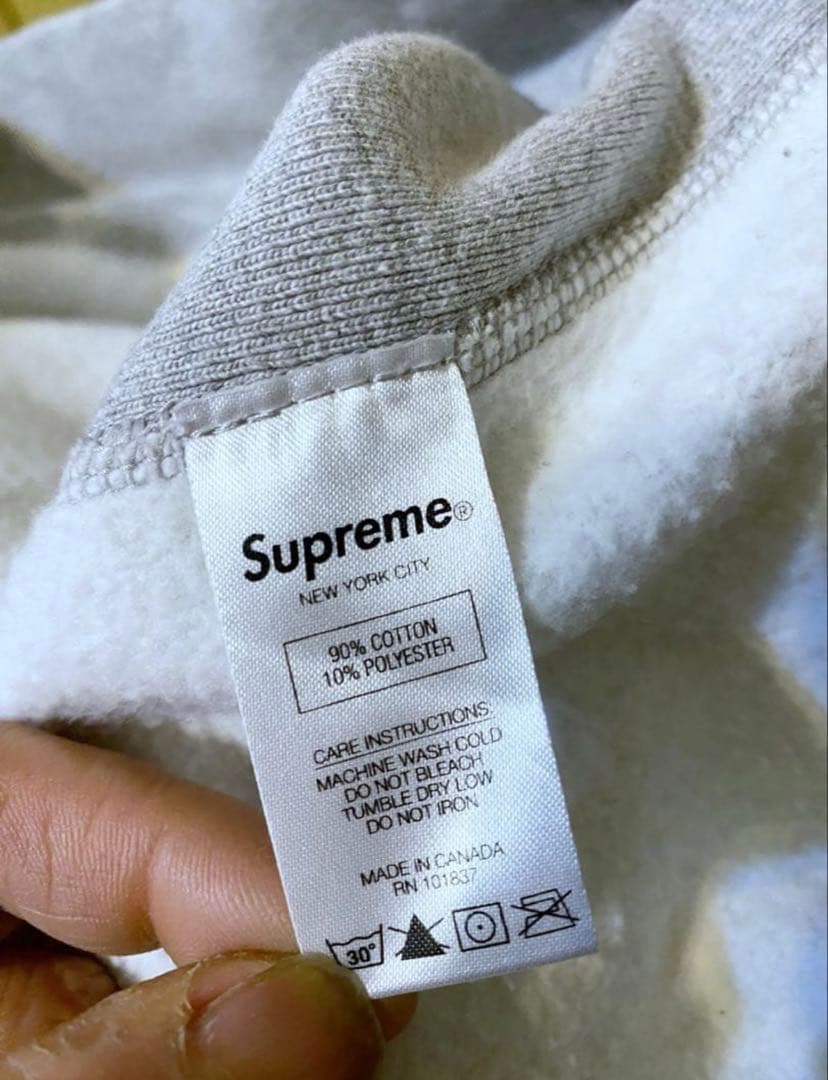 Supreme®
NEW YORK CITY
90% COTTON
10% POLYESTER
CARE INSTRUCTIONS
MACHINE WASH COLD
DO NOT BLEACH
TUMBLE DRY LOW
DO NOT IRON
MADE IN CANADA
RN 101837
30°